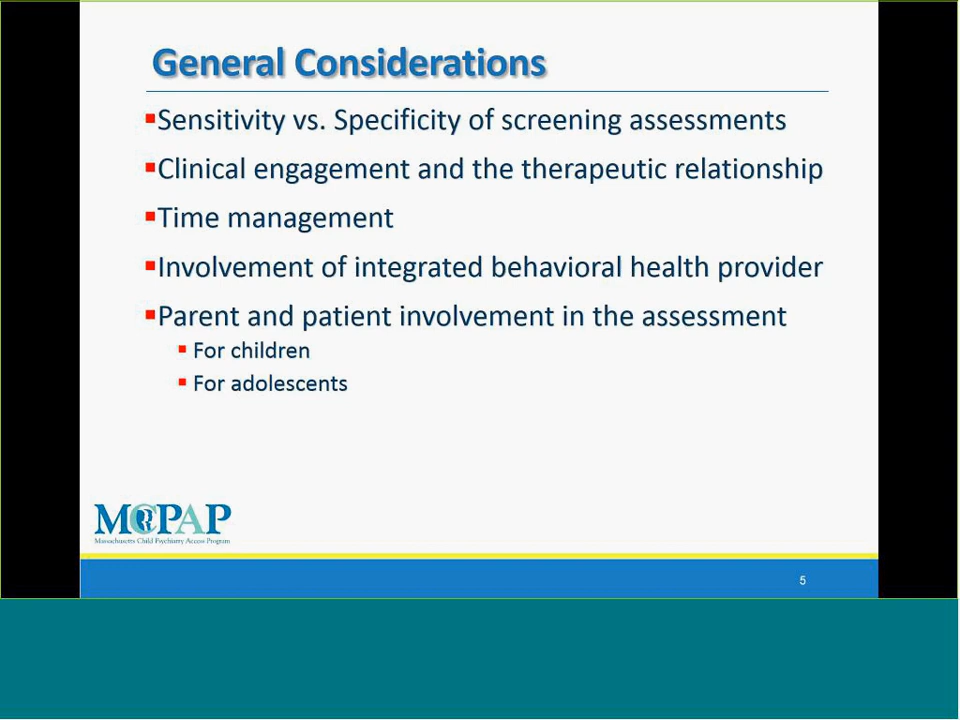 General Considerations
▪Sensitivity vs. Specificity of screening assessments
▪Clinical engagement and the therapeutic relationship
▪Time management
▪Involvement of integrated behavioral health provider
▪Parent and patient involvement in the assessment
▪ For children
▪ For adolescents
MCPAP
Massachusetts Child Psychiatry Access Program
5